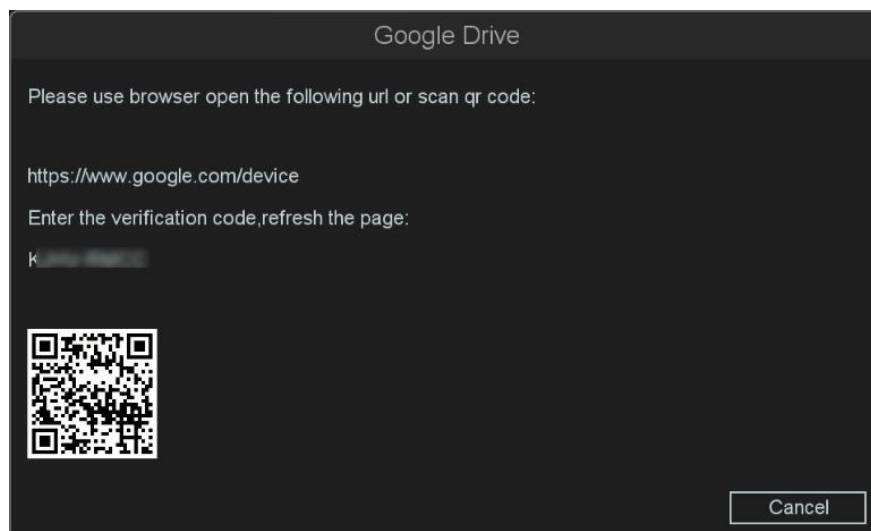 Google Drive
Please use browser open the following url or scan qr code:
https://www.google.com/device
Enter the verification code,refresh the page:
Cancel